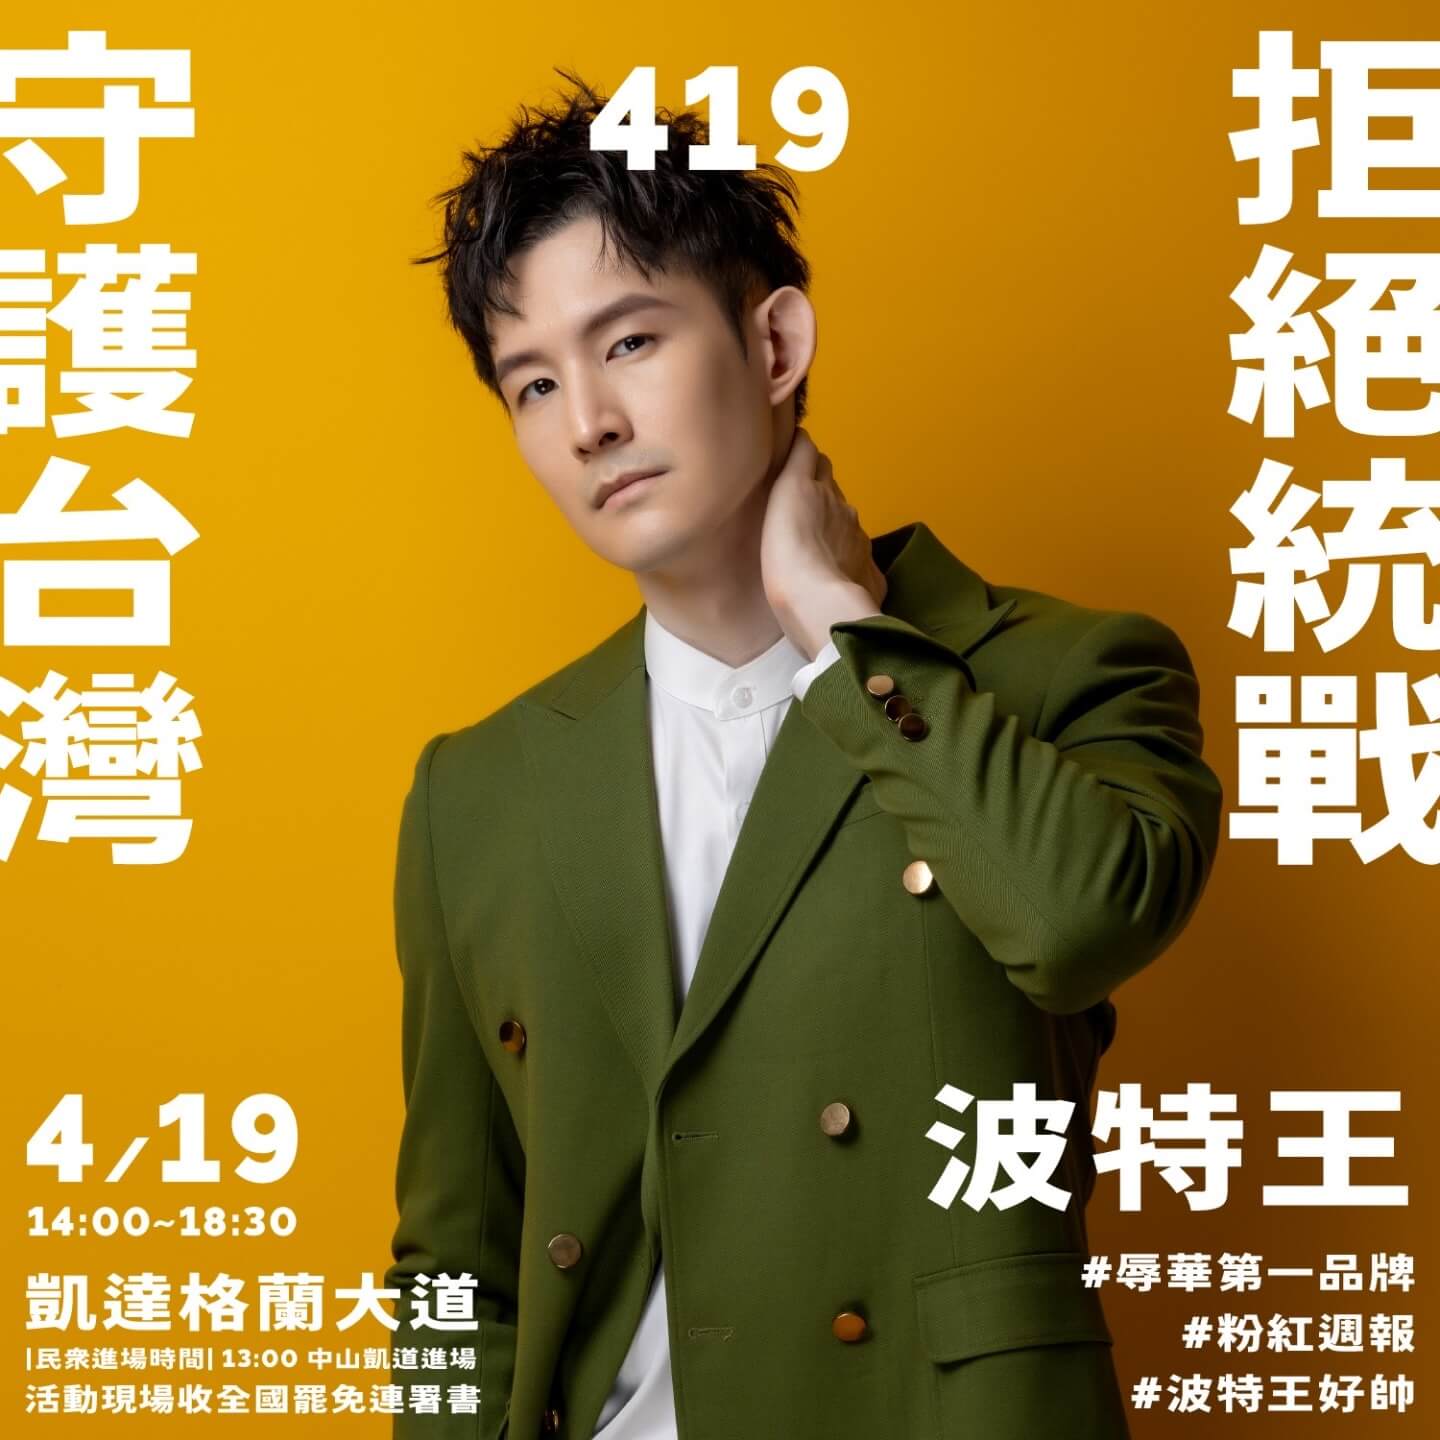 419
拒絕統戰
守護台灣
4/19
14:00~18:30
凱達格蘭大道
|民眾進場時間| 13:00 中山凱道進場
活動現場收全國罷免連署書
波特王
#辱華第一品牌
#粉紅週報
#波特王好帥